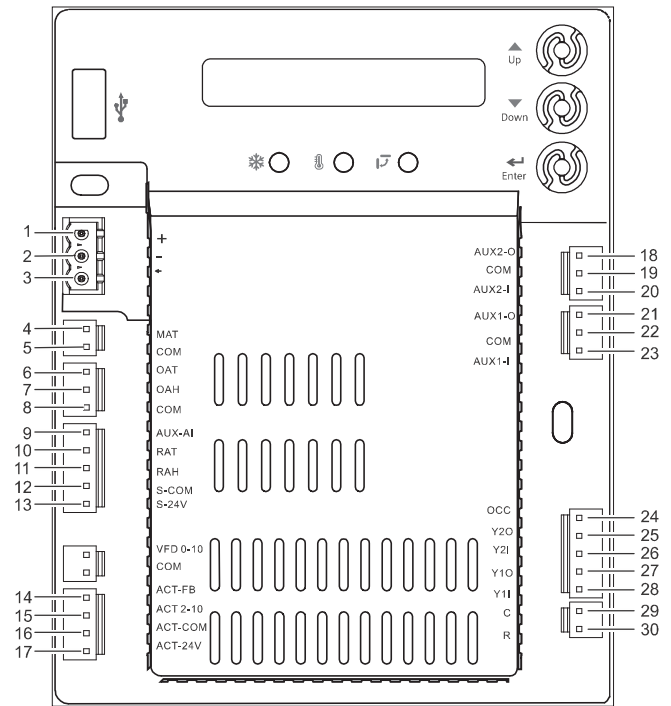 Up
Down
Enter
1
2
3
+
-
4
5
MAT
COM
6
7
8
OAT
OAH
COM
9
10
11
12
13
AUX-AI
RAT
RAH
S-COM
S-24V
VFD 0-10
COM
14
15
16
17
ACT-FB
ACT 2-10
ACT-COM
ACT-24V
AUX2-O
COM
AUX2-I
18
19
20
AUX1-O
COM
AUX1-I
21
22
23
OCC
Y2O
Y2I
Y1O
Y1I
24
25
26
27
28
C
R
29
30